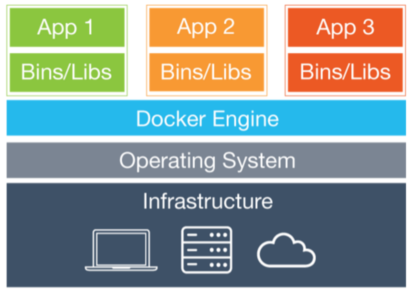 App 1
App 2
App 3
Bins/Libs
Bins/Libs
Bins/Libs
Docker Engine
Operating System
Infrastructure